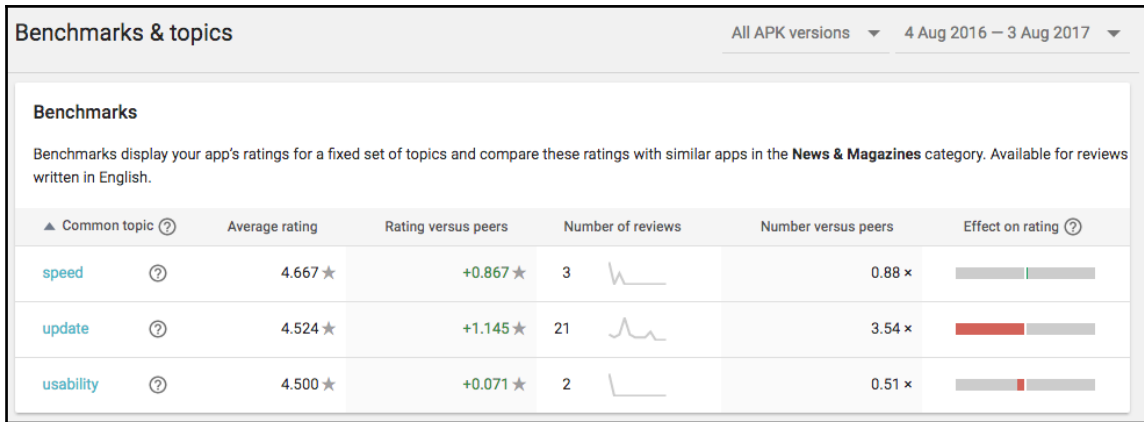 Benchmarks & topics
All APK versions
4 Aug 2016 — 3 Aug 2017
Benchmarks
Benchmarks display your app's ratings for a fixed set of topics and compare these ratings with similar apps in the News & Magazines category. Available for reviews
written in English.
Common topic Average rating Rating versus peers Number of reviews Number versus peers Effect on rating
speed 4.667 +0.867 3 0.88 ×
update 4.524 +1.145 21 3.54 ×
usability 4.500 +0.071 2 0.51 ×